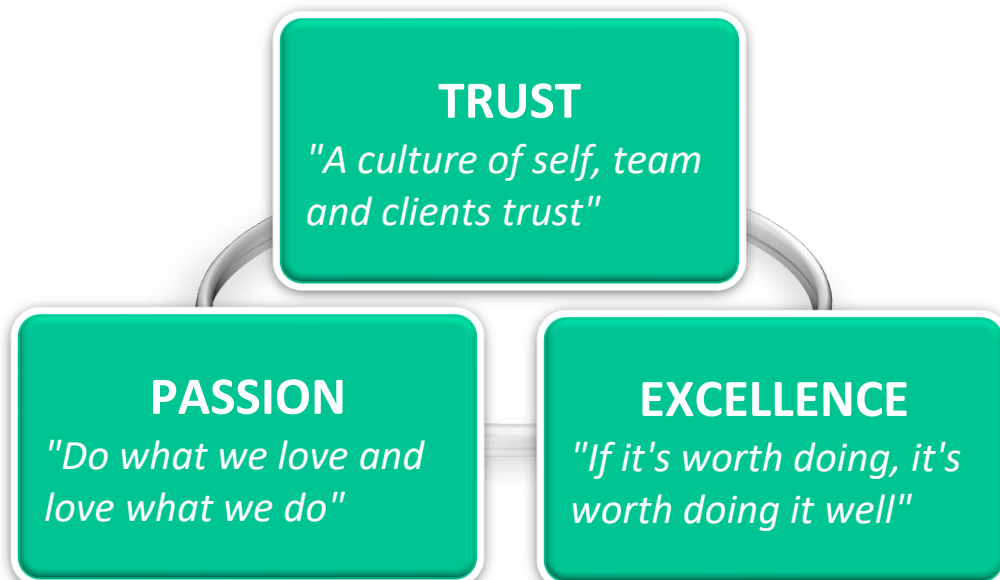 TRUST
"A culture of self, team
and clients trust"
PASSION
"Do what we love and
love what we do"
EXCELLENCE
"If it's worth doing, it's
worth doing it well"